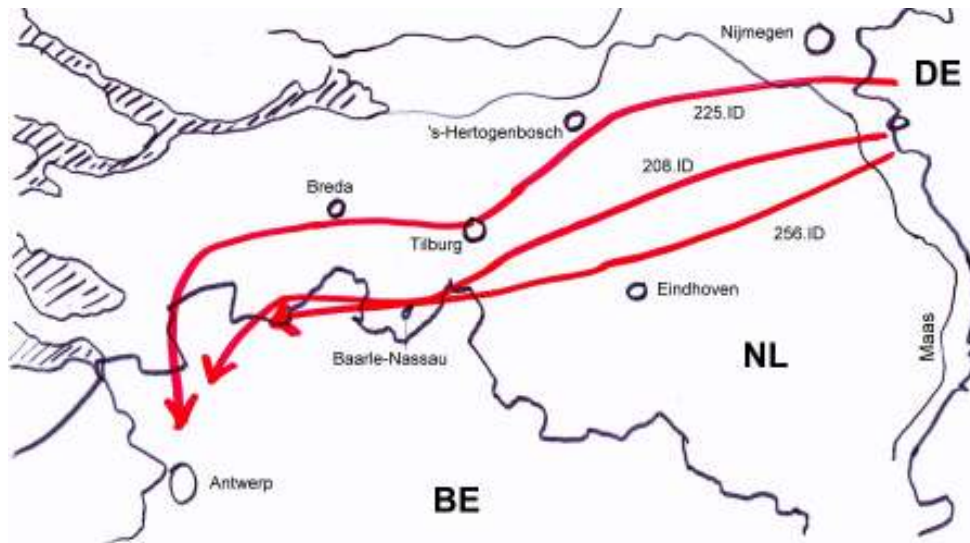 Nijmegen
DE
225.ID
's-Hertogenbosch
208.ID
Breda
256.ID
Tilburg
Eindhoven
Maas
Baarle-Nassau
NL
Antwerp
BE